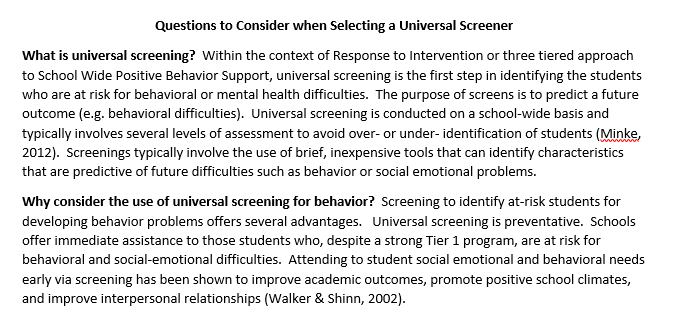 Questions to Consider when Selecting a Universal Screener
What is universal screening?  Within the context of Response to Intervention or three tiered approach
to School Wide Positive Behavior Support, universal screening is the first step in identifying the students
who are at risk for behavioral or mental health difficulties.  The purpose of screens is to predict a future
outcome (e.g. behavioral difficulties).  Universal screening is conducted on a school-wide basis and
typically involves several levels of assessment to avoid over- or under- identification of students (Minke,
2012).  Screenings typically involve the use of brief, inexpensive tools that can identify characteristics
that are predictive of future difficulties such as behavior or social emotional problems.
Why consider the use of universal screening for behavior?  Screening to identify at-risk students for
developing behavior problems offers several advantages.   Universal screening is preventative.  Schools
offer immediate assistance to those students who, despite a strong Tier 1 program, are at risk for
behavioral and social-emotional difficulties.  Attending to student social emotional and behavioral needs
early via screening has been shown to improve academic outcomes, promote positive school climates,
and improve interpersonal relationships (Walker & Shinn, 2002).